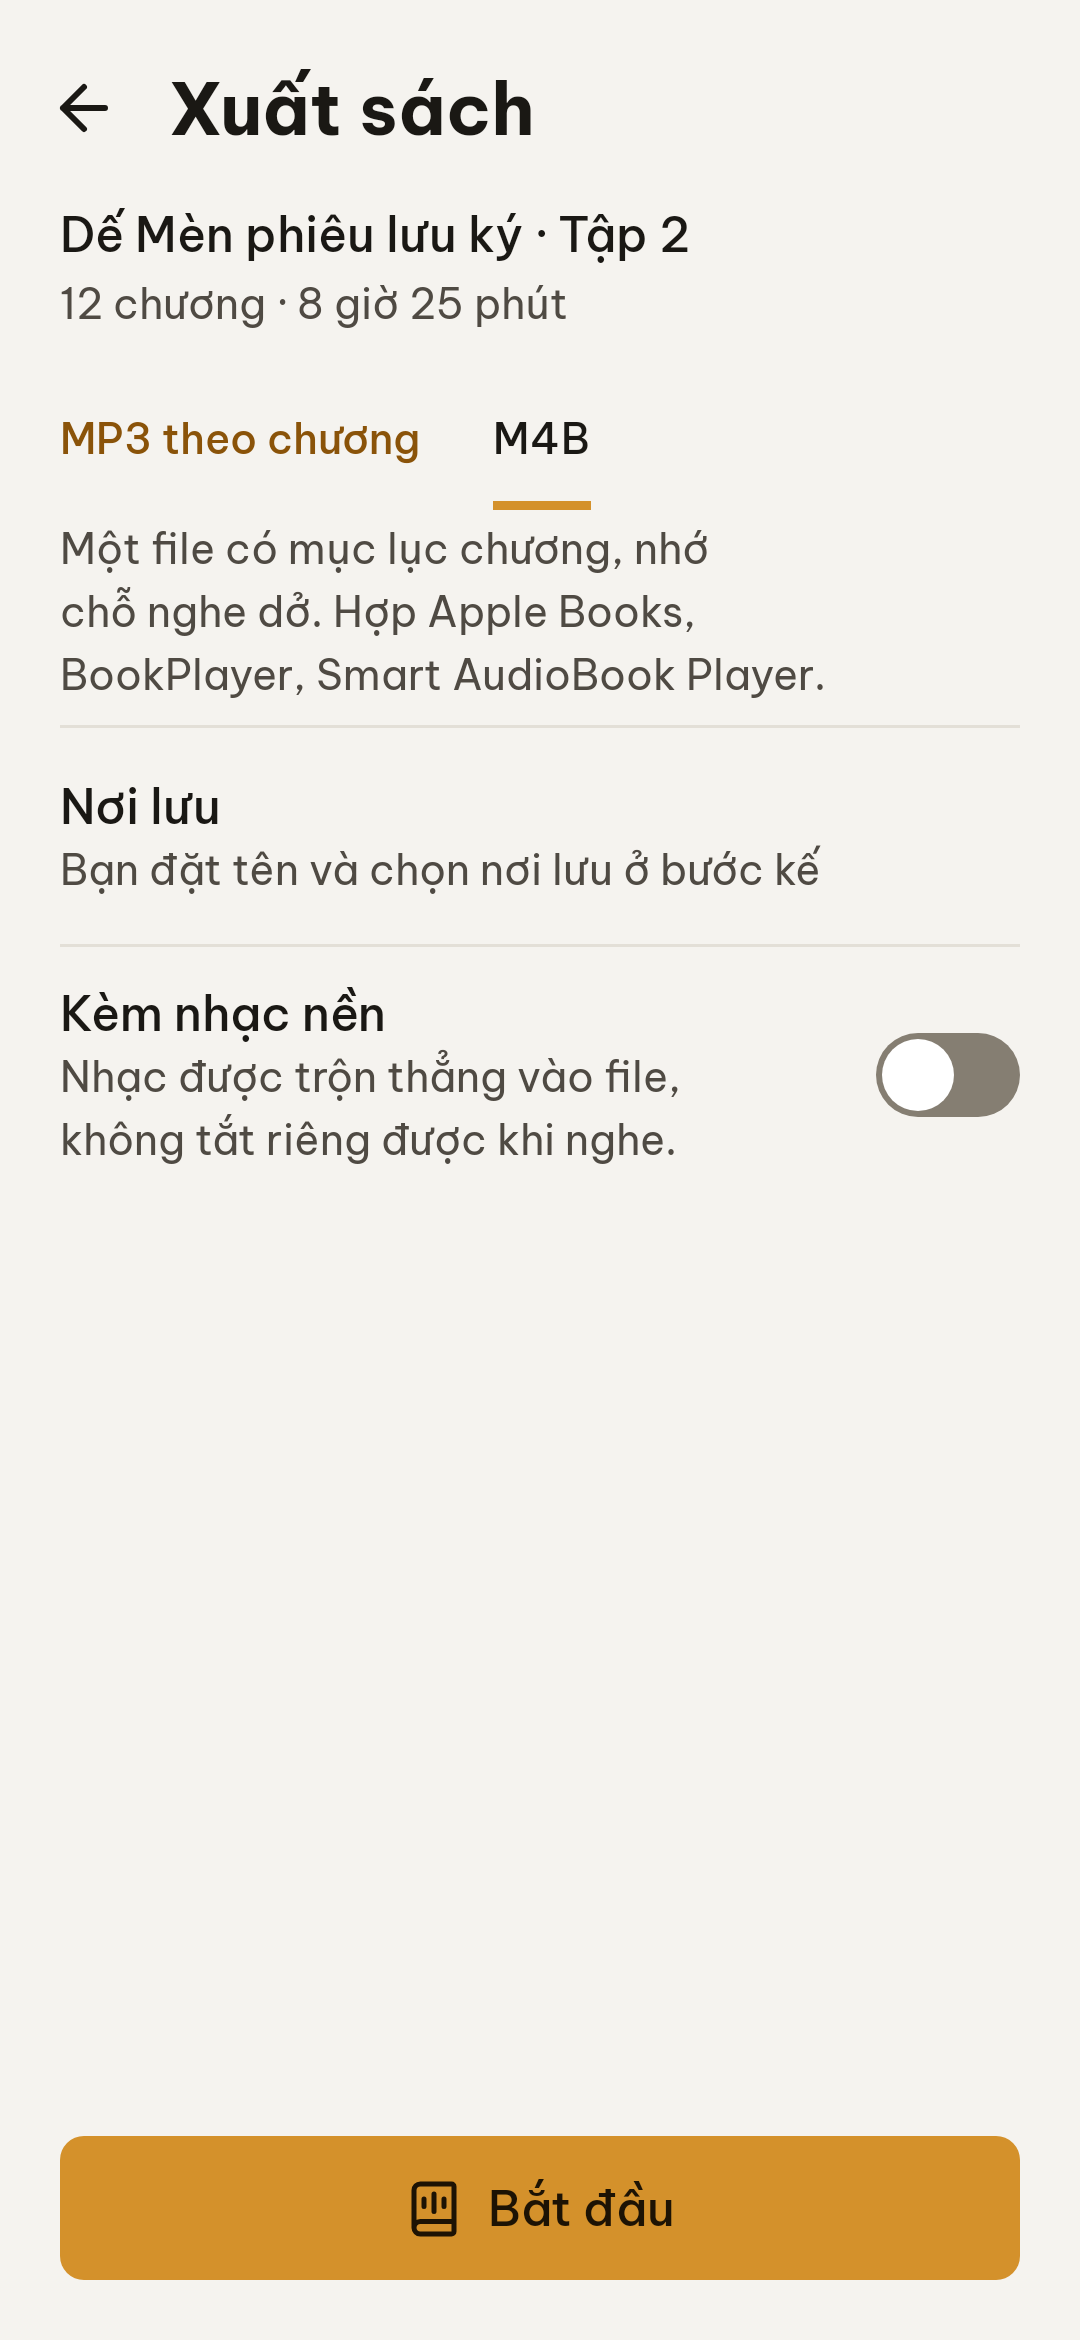 Xuất sách
Dế Mèn phiêu lưu ký · Tập 2
12 chương · 8 giờ 25 phút
MP3 theo chương
M4B
Một file có mục lục chương, nhớ
chỗ nghe dở. Hợp Apple Books,
BookPlayer, Smart AudioBook Player.
Nơi lưu
Bạn đặt tên và chọn nơi lưu ở bước kế
Kèm nhạc nền
Nhạc được trộn thẳng vào file,
không tắt riêng được khi nghe.
Bắt đầu